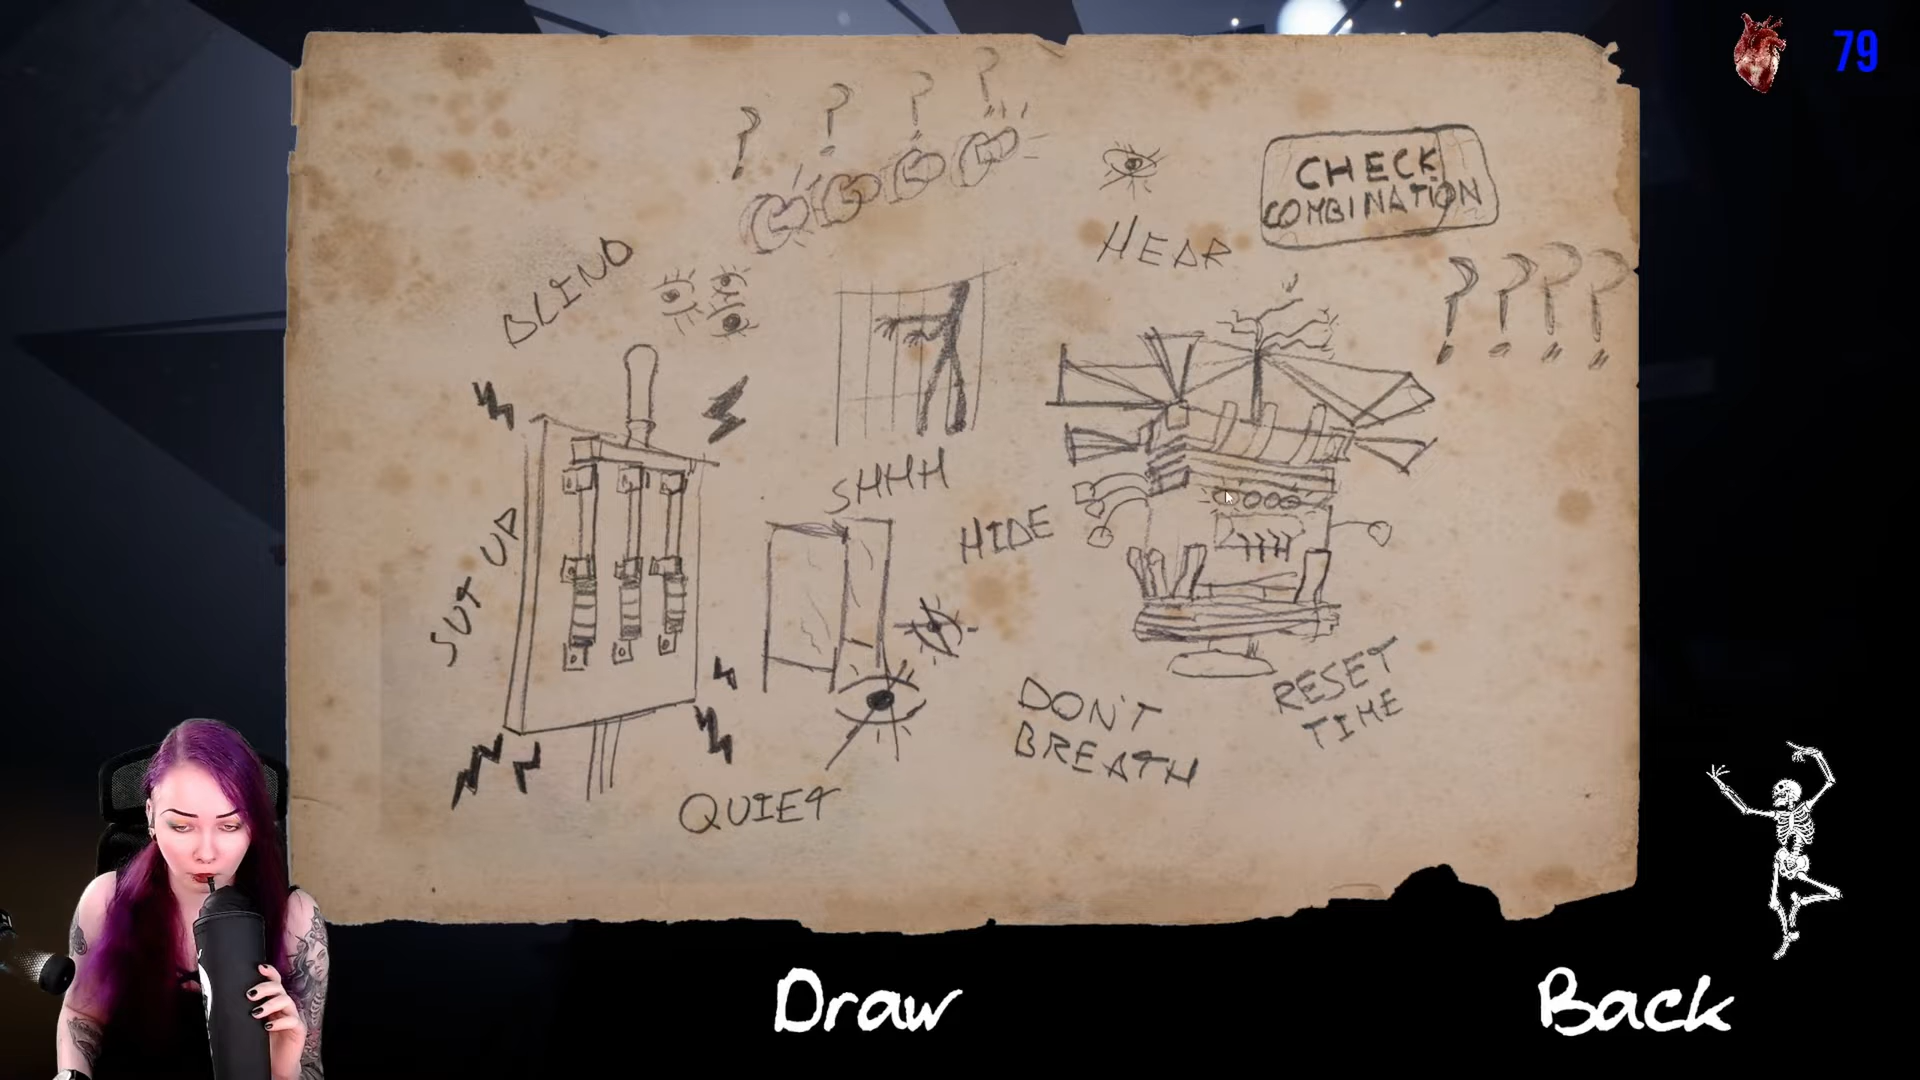 79
? ? ? ?
CHECK
COMBINATION
HEAR
BLIND
? ? ? ?
SHHH
HIDE
SUT UP
DON'T
BREATH
RESET
TIME
QUIET
Draw
Back